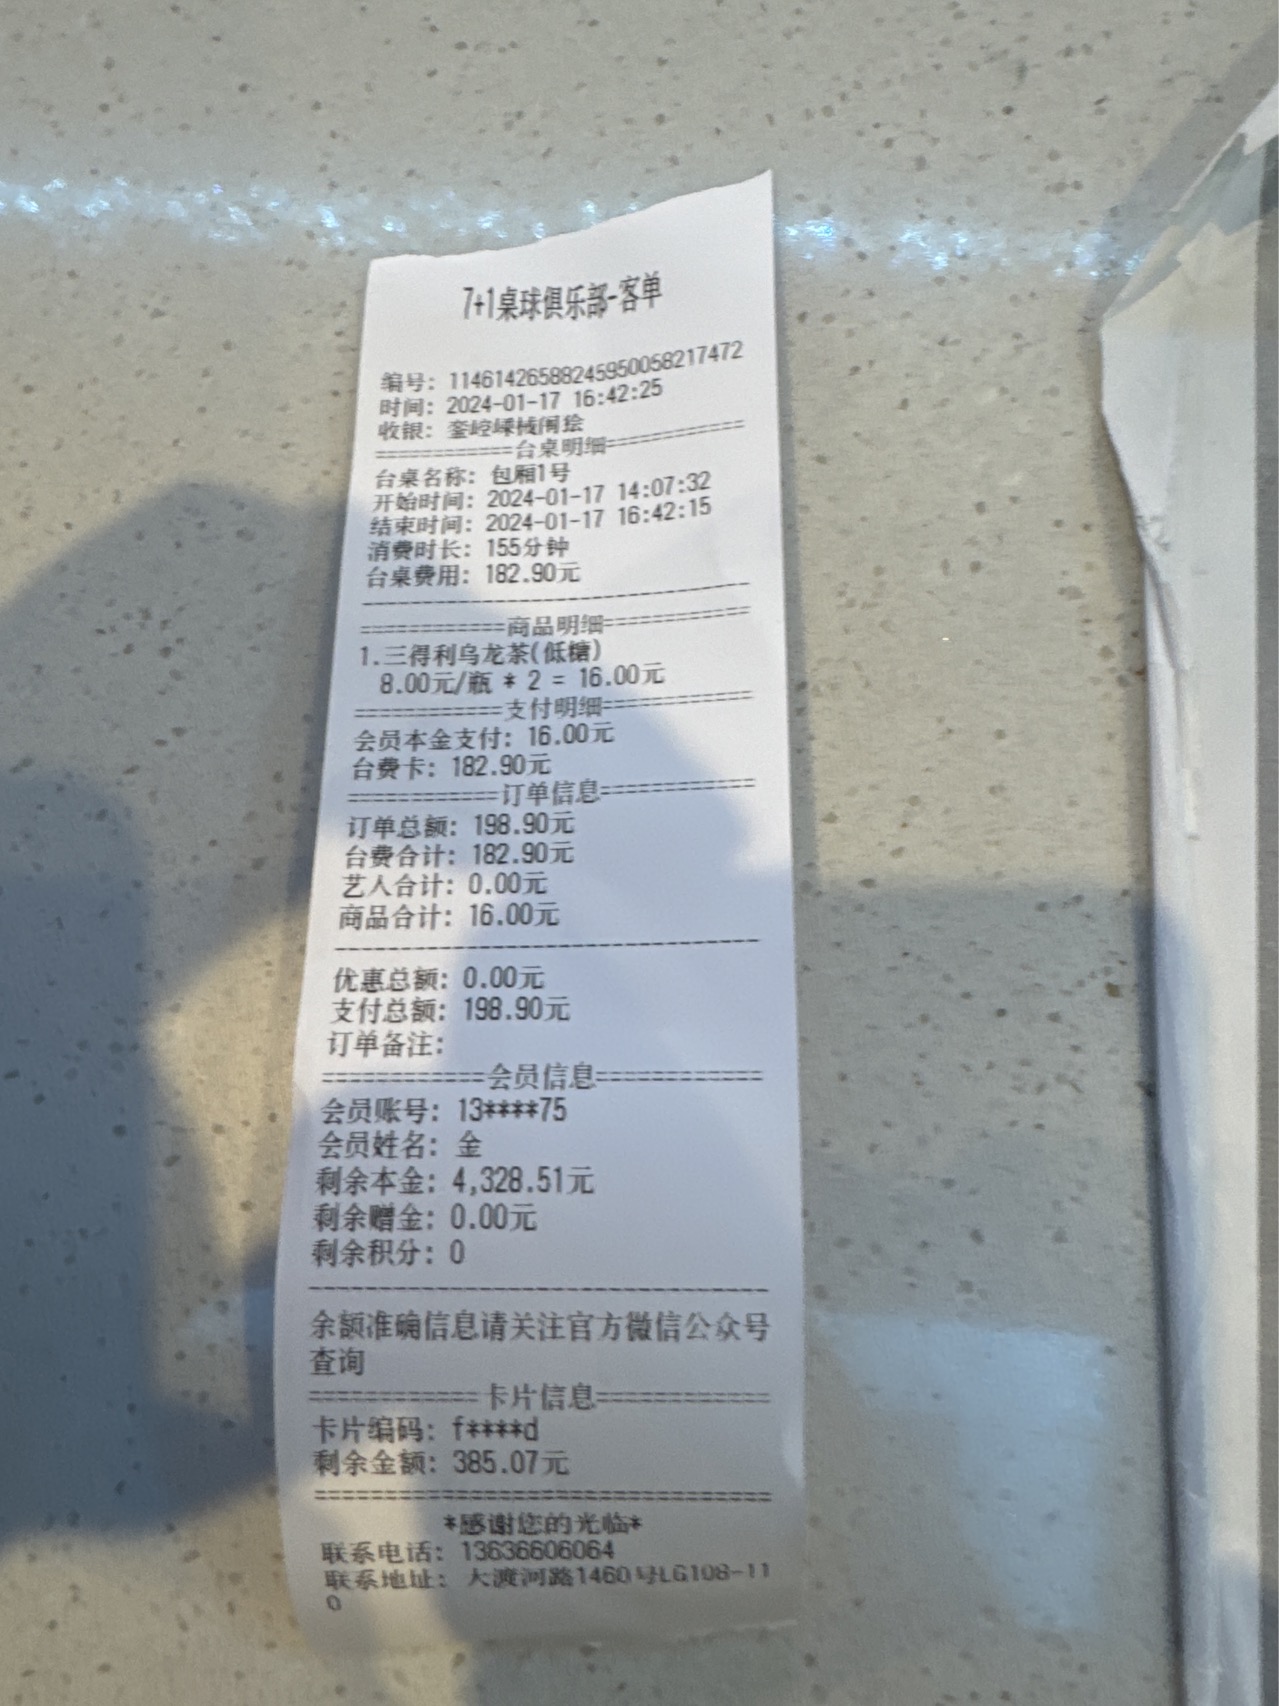 7+1桌球俱乐部-客单
编号: 11461426588245950058217472
时间: 2024-01-17 16:42:25
收银:
============台桌明细============
台桌名称: 包厢1号
开始时间: 2024-01-17 14:07:32
结束时间: 2024-01-17 16:42:15
消费时长: 155分钟
台桌费用: 182.90元
--------------------------------
============商品明细============
1.三得利乌龙茶(低糖)
8.00元/瓶 * 2 = 16.00元
============支付明细============
会员本金支付: 16.00元
台费卡: 182.90元
============订单信息============
订单总额: 198.90元
台费合计: 182.90元
艺人合计: 0.00元
商品合计: 16.00元
--------------------------------
优惠总额: 0.00元
支付总额: 198.90元
订单备注:
============会员信息============
会员账号: 13****75
会员姓名: 金
剩余本金: 4,328.51元
剩余赠金: 0.00元
剩余积分: 0
--------------------------------
余额准确信息请关注官方微信公众号
查询
============卡片信息============
卡片编码: f****d
剩余金额: 385.07元
================================
*感谢您的光临*
联系电话: 13636606064
联系地址: 大渡河路1460号LG108-11
0